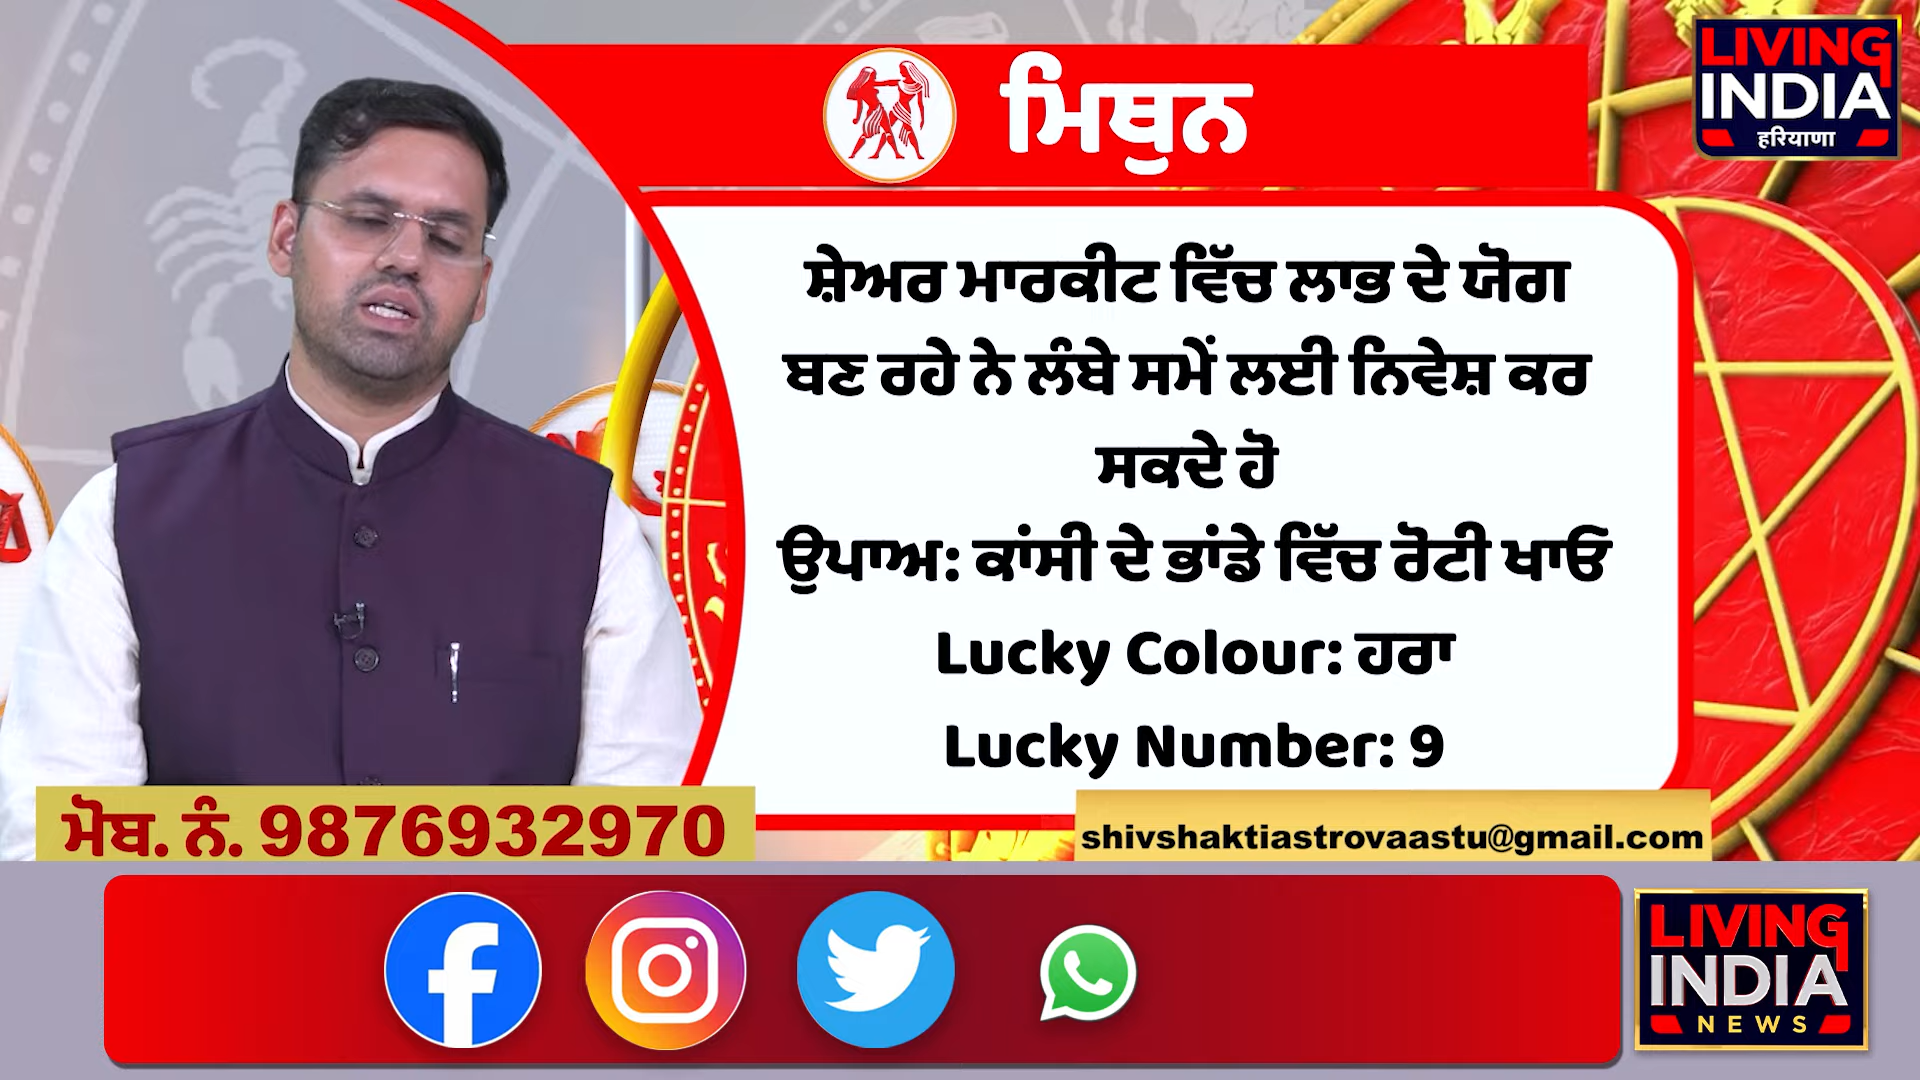 ਮਿਥੁਨ
LIVING
INDIA
हरियाणा
ਸ਼ੇਅਰ ਮਾਰਕੀਟ ਵਿੱਚ ਲਾਭ ਦੇ ਯੋਗ
ਬਣ ਰਹੇ ਨੇ ਲੰਬੇ ਸਮੇਂ ਲਈ ਨਿਵੇਸ਼ ਕਰ
ਸਕਦੇ ਹੋ
ਉਪਾਅ: ਕਾਂਸੀ ਦੇ ਭਾਂਡੇ ਵਿੱਚ ਰੋਟੀ ਖਾਓ
Lucky Colour: ਹਰਾ
Lucky Number: 9
ਮੋਬ. ਨੰ. 9876932970
shivshaktiastrovaastu@gmail.com
LIVING
INDIA
NEWS